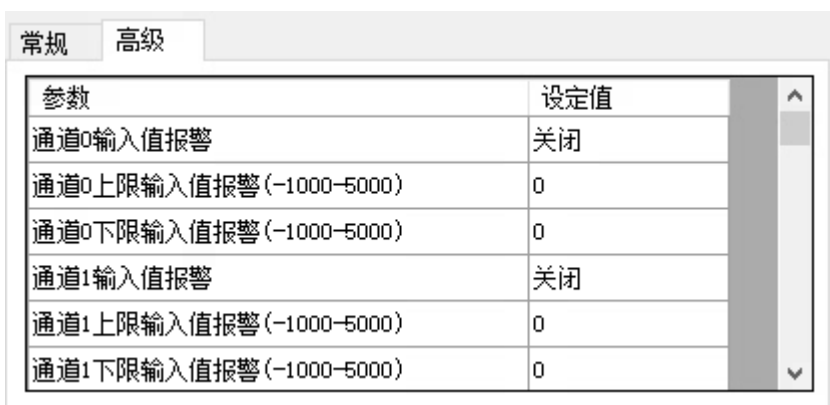 常规 高级
参数 设定值
通道0输入值报警 关闭
通道0上限输入值报警(-1000-5000) 0
通道0下限输入值报警(-1000-5000) 0
通道1输入值报警 关闭
通道1上限输入值报警(-1000-5000) 0
通道1下限输入值报警(-1000-5000) 0